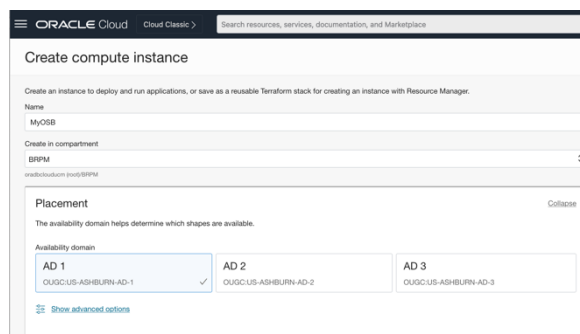 ORACLE Cloud Cloud Classic > Search resources, services, documentation, and Marketplace
Create compute instance
Create an instance to deploy and run applications, or save as a reusable Terraform stack for creating an instance with Resource Manager.
Name
MyOSB
Create in compartment
BRPM
oradbclouducm (root)/BRPM
Placement Collapse
The availability domain helps determine which shapes are available.
Availability domain
AD 1 AD 2 AD 3
OUGC:US-ASHBURN-AD-1 OUGC:US-ASHBURN-AD-2 OUGC:US-ASHBURN-AD-3
Show advanced options